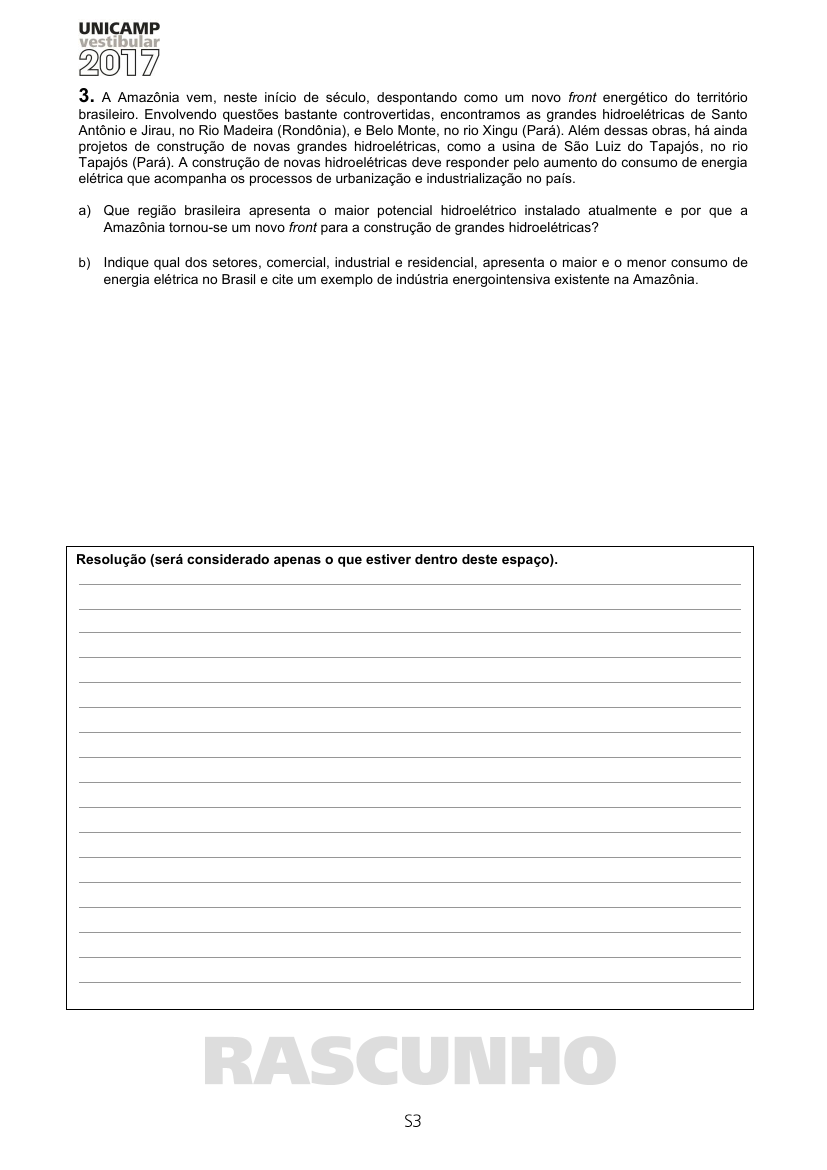 UNICAMP
vestibular
2017
3. A Amazônia vem, neste início de século, despontando como um novo front energético do território
brasileiro. Envolvendo questões bastante controvertidas, encontramos as grandes hidroelétricas de Santo
Antônio e Jirau, no Rio Madeira (Rondônia), e Belo Monte, no rio Xingu (Pará). Além dessas obras, há ainda
projetos de construção de novas grandes hidroelétricas, como a usina de São Luiz do Tapajós, no rio
Tapajós (Pará). A construção de novas hidroelétricas deve responder pelo aumento do consumo de energia
elétrica que acompanha os processos de urbanização e industrialização no país.
a) Que região brasileira apresenta o maior potencial hidroelétrico instalado atualmente e por que a
Amazônia tornou-se um novo front para a construção de grandes hidroelétricas?
b) Indique qual dos setores, comercial, industrial e residencial, apresenta o maior e o menor consumo de
energia elétrica no Brasil e cite um exemplo de indústria energointensiva existente na Amazônia.
Resolução (será considerado apenas o que estiver dentro deste espaço).
RASCUNHO
S3